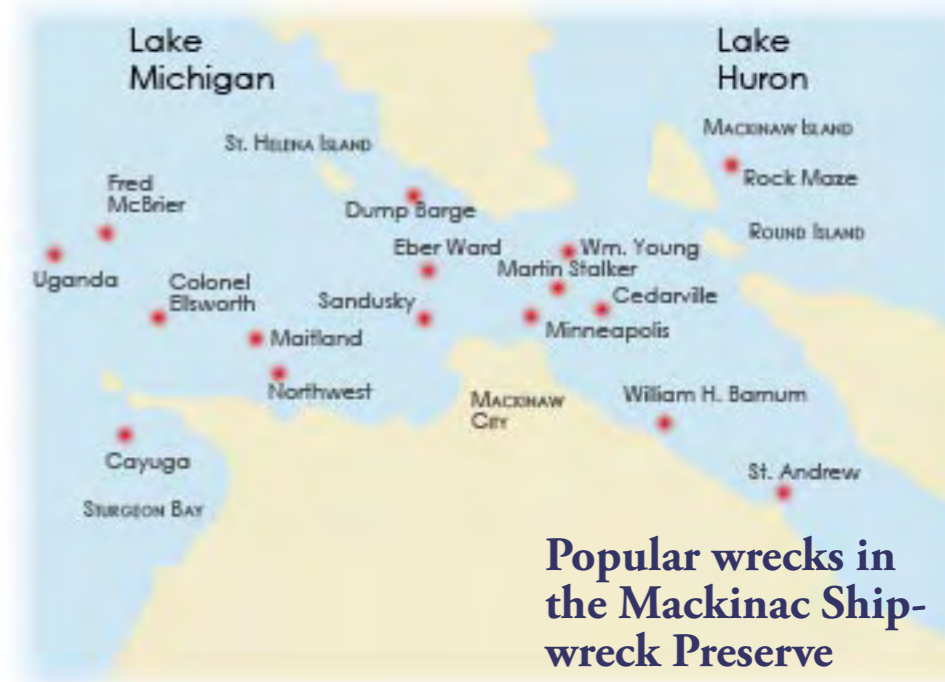 Lake
Michigan
Lake
Huron
St. Helena Island
Mackinaw Island
Fred
McBrier
Rock Maze
Dump Barge
Round Island
Eber Ward
Wm. Young
Uganda
Colonel
Ellsworth
Martin Stalker
Sandusky
Cedarville
Maitland
Minneapolis
Northwest
Mackinaw
City
William H. Barnum
Cayuga
St. Andrew
Sturgeon Bay
Popular wrecks in
the Mackinac Ship-
wreck Preserve